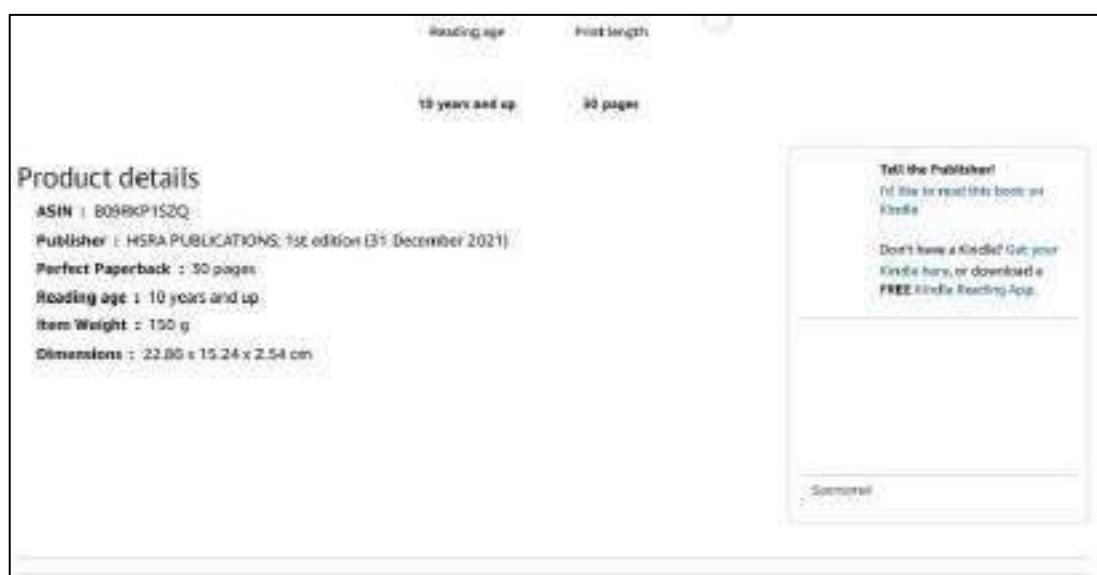 Reading age Print length
10 years and up 30 pages
Product details
ASIN : B09RKP1SZQ
Publisher : HSRA PUBLICATIONS; 1st edition (31 December 2021)
Perfect Paperback : 30 pages
Reading age : 10 years and up
Item Weight : 150 g
Dimensions : 22.86 x 15.24 x 2.54 cm
Tell the Publisher!
I'd like to read this book on
Kindle
Don't have a Kindle? Get your
Kindle here, or download a
FREE Kindle Reading App.
Sponsored